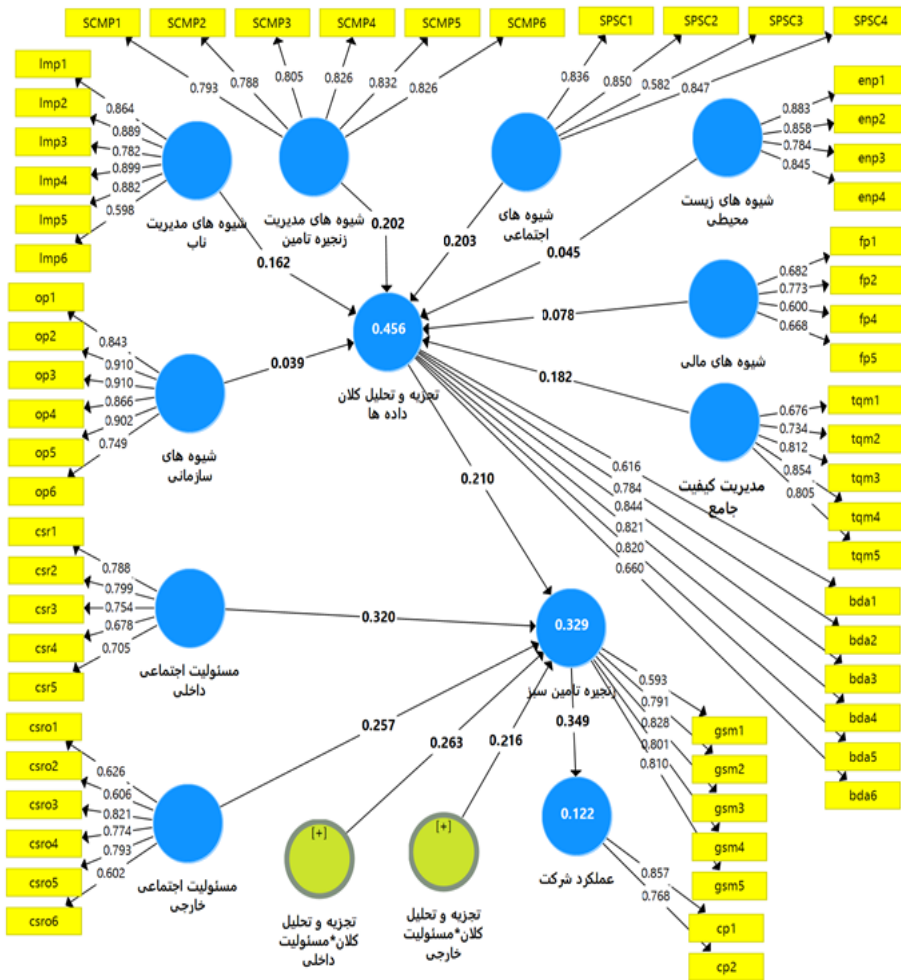 SCMP1
SCMP2
SCMP3
SCMP4
SCMP5
SCMP6
SPSC1
SPSC2
SPSC3
SPSC4
0.793
0.788
0.805
0.826
0.832
0.826
0.836
0.850
0.582
0.847
lmp1
lmp2
lmp3
lmp4
lmp5
lmp6
0.864
0.889
0.782
0.899
0.882
0.598
شیوه های مدیریت
ناب
شیوه های مدیریت
زنجیره تامین
شیوه های
اجتماعی
شیوه های زیست
محیطی
enp1
enp2
enp3
enp4
0.883
0.858
0.784
0.845
0.162
0.202
0.203
0.045
op1
op2
op3
op4
op5
op6
0.843
0.910
0.910
0.866
0.902
0.749
شیوه های
سازمانی
0.039
0.456
تجزیه و تحلیل کلان
داده ها
0.078
شیوه های مالی
0.682
0.773
0.600
0.668
fp1
fp2
fp4
fp5
0.182
مدیریت کیفیت
جامع
0.676
0.734
0.812
0.854
0.805
tqm1
tqm2
tqm3
tqm4
tqm5
0.210
0.616
0.784
0.844
0.821
0.820
0.660
bda1
bda2
bda3
bda4
bda5
bda6
csr1
csr2
csr3
csr4
csr5
0.788
0.799
0.754
0.678
0.705
مسئولیت اجتماعی
داخلی
0.320
0.329
زنجیره تامین سبز
0.593
0.791
0.828
0.801
0.810
gsm1
gsm2
gsm3
gsm4
gsm5
csro1
csro2
csro3
csro4
csro5
csro6
0.626
0.606
0.821
0.774
0.793
0.602
مسئولیت اجتماعی
خارجی
0.257
0.263
0.216
0.349
[+]
تجزیه و تحلیل
کلان*مسئولیت
داخلی
[+]
تجزیه و تحلیل
کلان*مسئولیت
خارجی
0.122
عملکرد شرکت
0.857
0.768
cp1
cp2